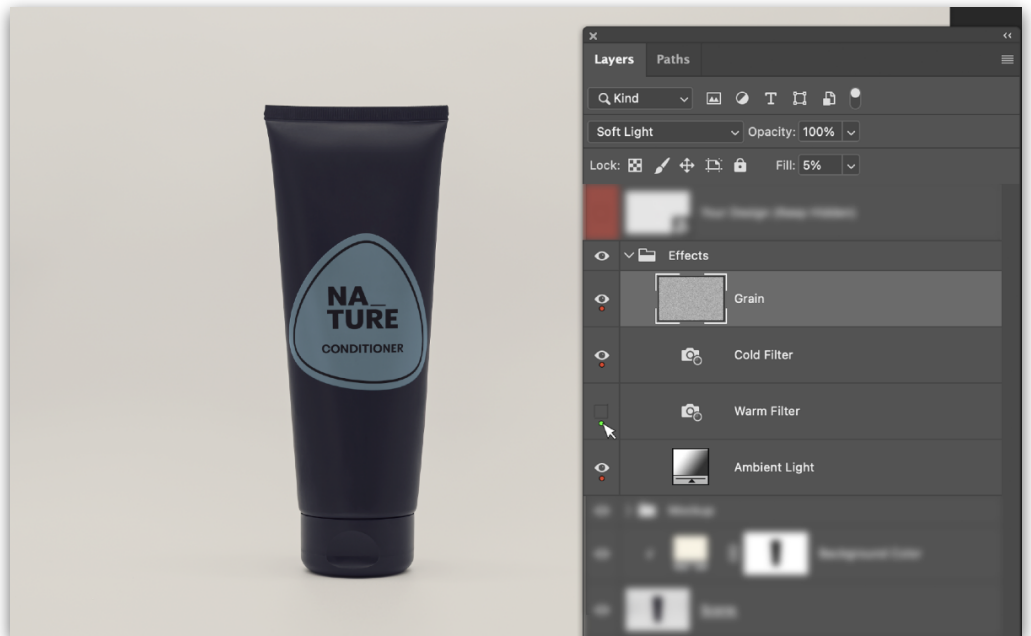 NA_
TURE
CONDITIONER
Layers Paths
Kind
Soft Light Opacity: 100%
Lock: Fill: 5%
Effects
Grain
Cold Filter
Warm Filter
Ambient Light